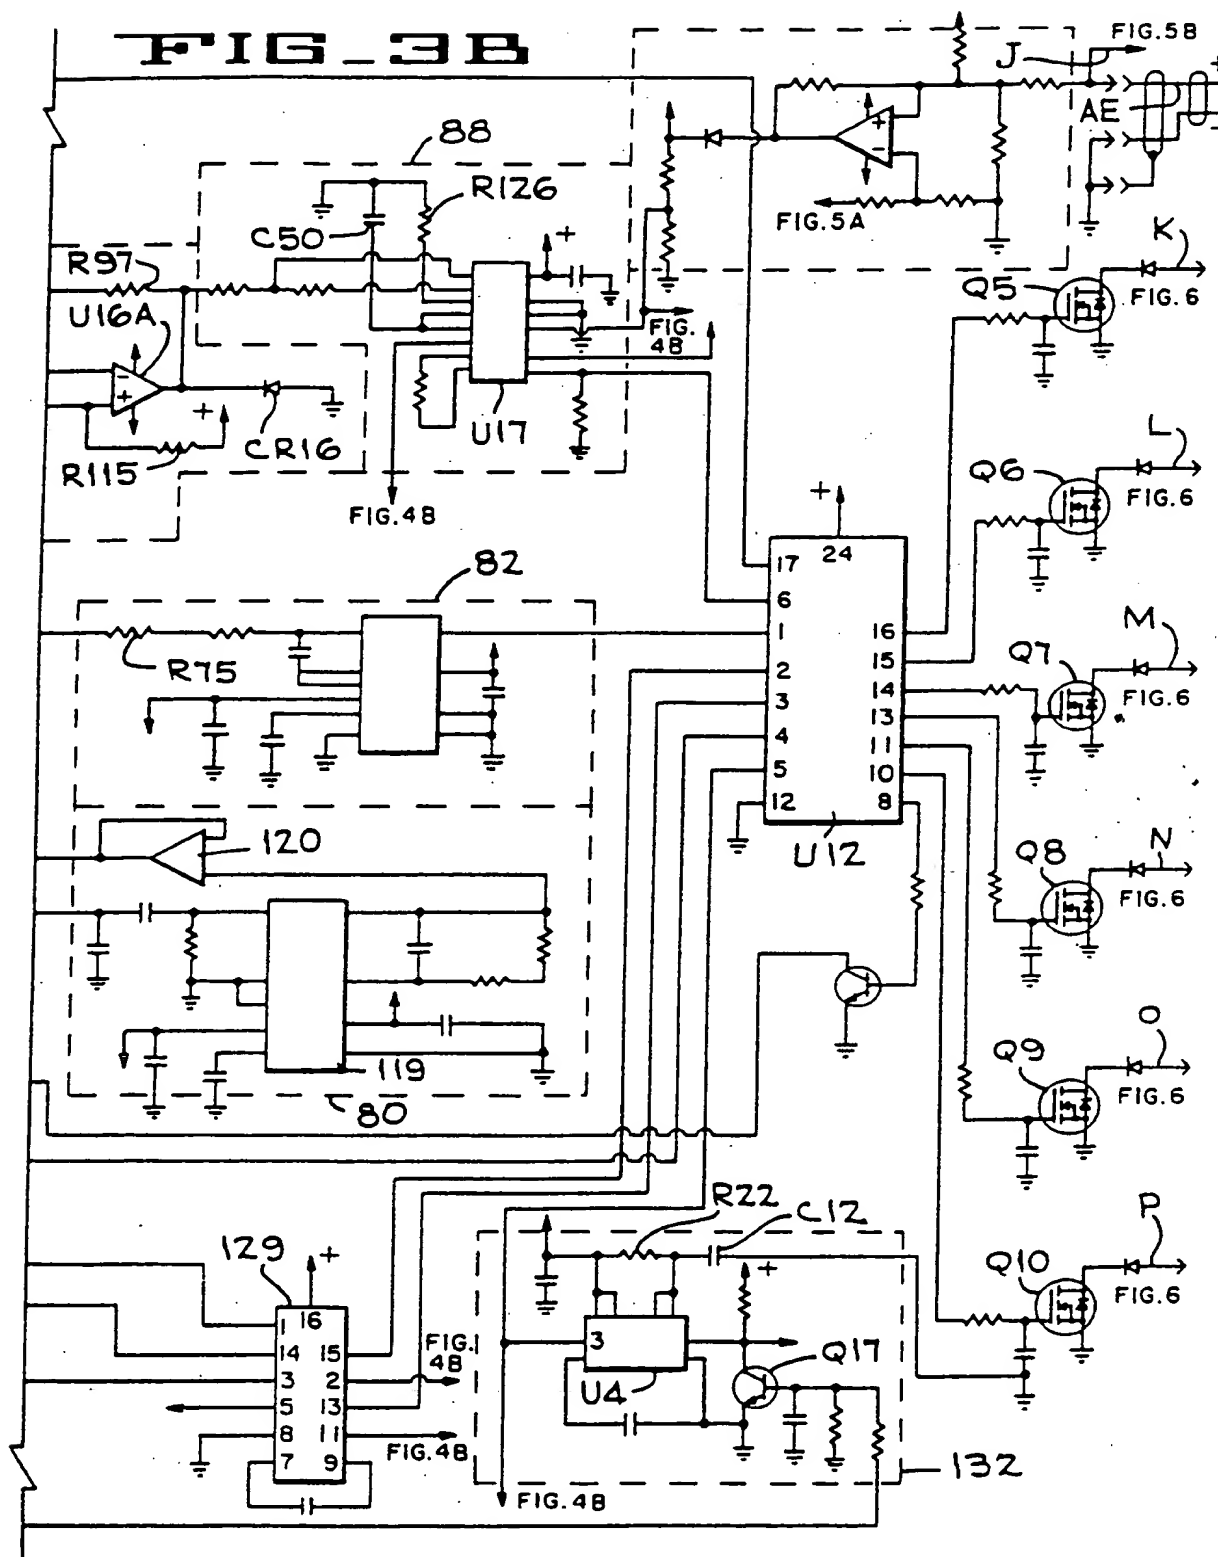 FIG_3B
FIG.5B
J
AE
+
-
88
R126
C50
+
-
FIG.5A
K
Q5
FIG.6
R97
U16A
+
FIG.
4B
-
+
+
U17
CR16
R115
L
Q6
FIG.6
FIG.4B
+
24
82
17
6
1
2
3
4
5
12
16
15
14
13
11
10
8
U12
R75
M
Q7
FIG.6
120
N
Q8
FIG.6
119
80
O
Q9
FIG.6
R22
C12
P
Q10
FIG.6
129
+
16
1
14
3
5
8
7
15
2
13
11
9
FIG.
4B
FIG.4B
+
3
U4
Q17
132
FIG.4B